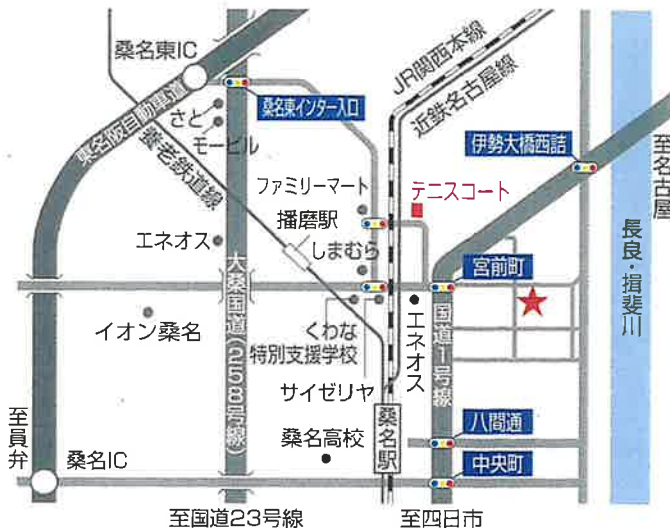 桑名東IC
JR関西本線
近鉄名古屋線
桑名東インター入口
さと
モービル
東名阪自動車道
養老鉄道線
伊勢大橋西詰
至名古屋
ファミリーマート
テニスコート
播磨駅
エネオス
しまむら
大東国道(258号線)
宮前町
長良・揖斐川
イオン桑名
くわな
特別支援学校
エネオス
国道1号線
サイゼリヤ
至員弁
桑名IC
桑名高校
桑名駅
八間通
中央町
至国道23号線
至四日市